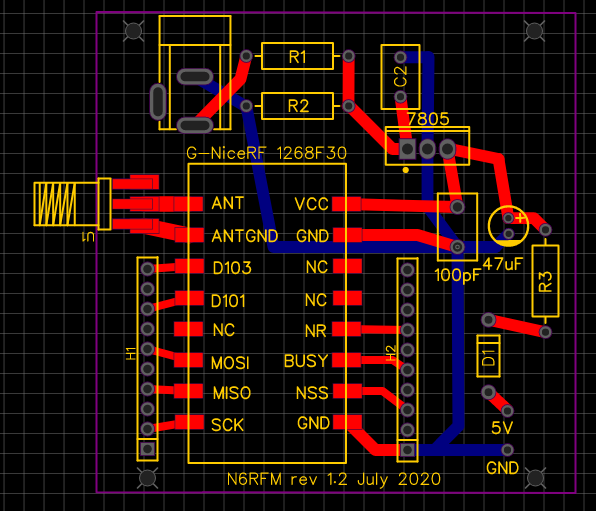 R1
C2
R2
7805
G-NiceRF 1268F30
ANT
VCC
U1
ANTGND
GND
D103
NC
100pF
47uF
R3
D101
NC
NC
NR
H1
H2
MOSI
BUSY
D1
MISO
NSS
SCK
GND
5V
GND
N6RFM rev 1.2 July 2020